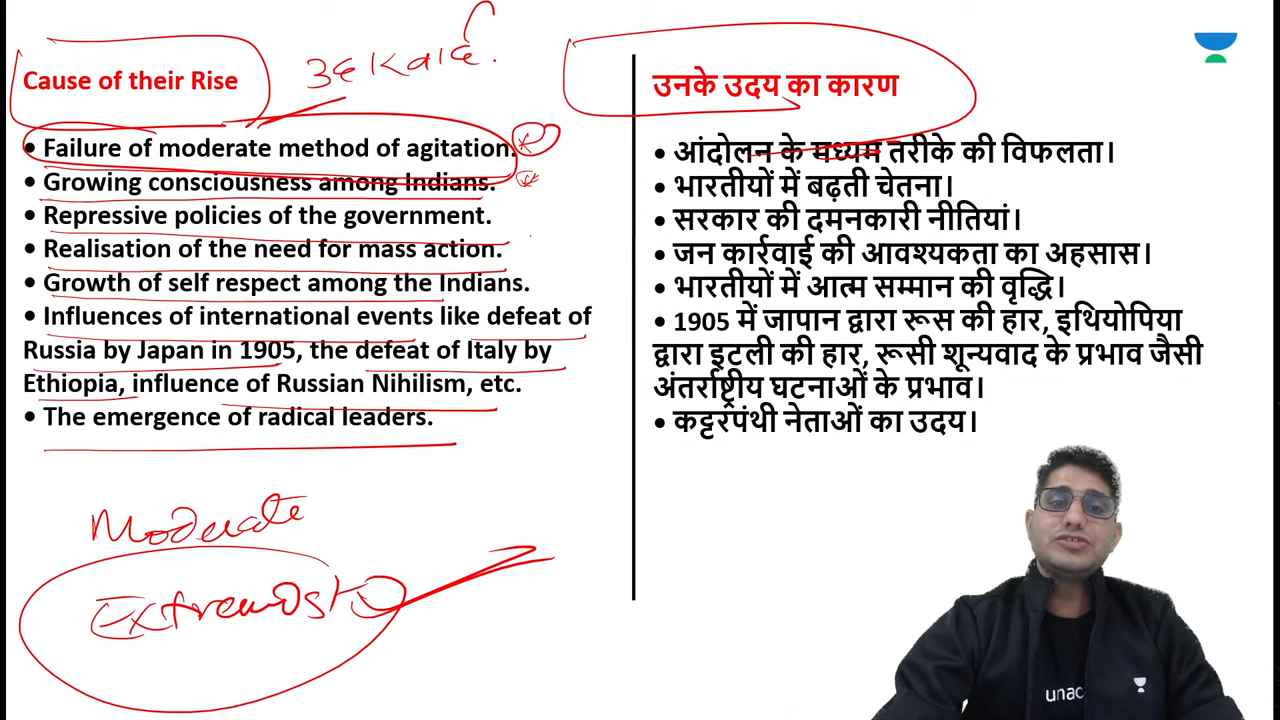 Cause of their Rise
• Failure of moderate method of agitation.
• Growing consciousness among Indians.
• Repressive policies of the government.
• Realisation of the need for mass action.
• Growth of self respect among the Indians.
• Influences of international events like defeat of
Russia by Japan in 1905, the defeat of Italy by
Ethiopia, influence of Russian Nihilism, etc.
• The emergence of radical leaders.
Moderate
Extremist
उनके उदय का कारण
• आंदोलन के मध्यम तरीके की विफलता।
• भारतीयों में बढ़ती चेतना।
• सरकार की दमनकारी नीतियां।
• जन कार्रवाई की आवश्यकता का अहसास।
• भारतीयों में आत्म सम्मान की वृद्धि।
• 1905 में जापान द्वारा रूस की हार, इथियोपिया
द्वारा इटली की हार, रूसी शून्यवाद के प्रभाव जैसी
अंतर्राष्ट्रीय घटनाओं के प्रभाव।
• कट्टरपंथी नेताओं का उदय।